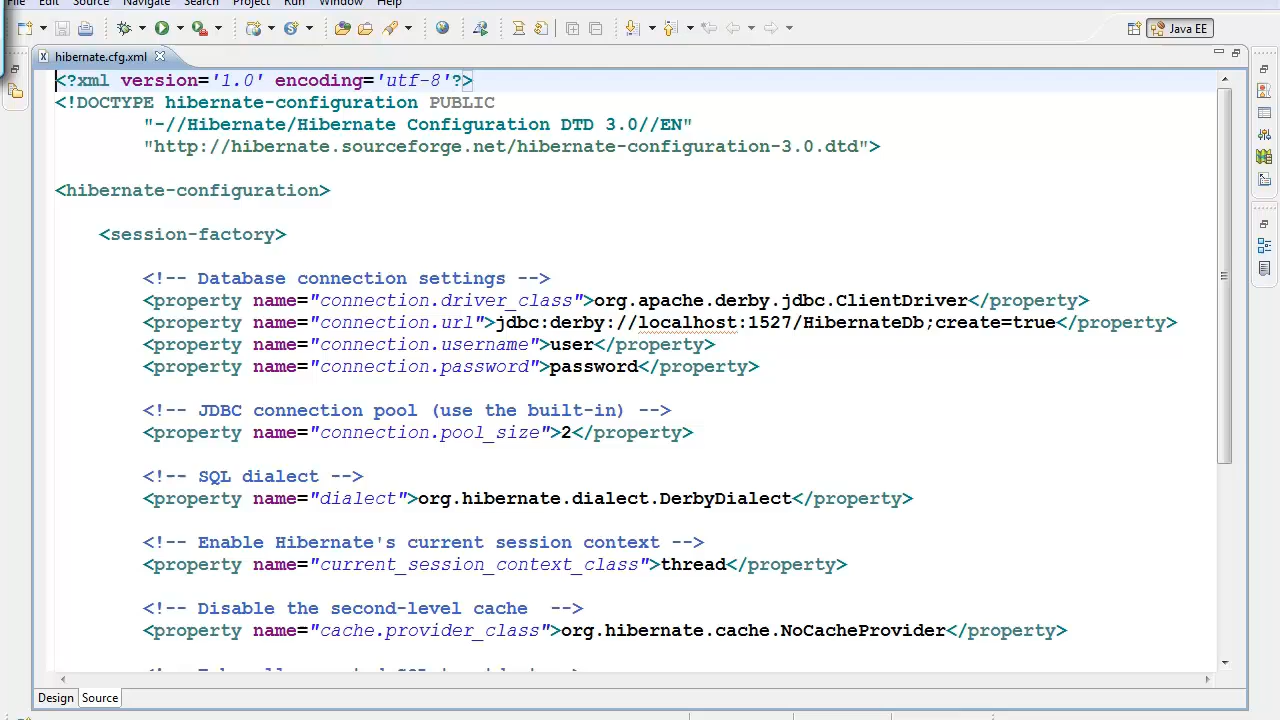 File Edit Source Navigate Search Project Run Window Help
Java EE
hibernate.cfg.xml
<?xml version='1.0' encoding='utf-8'?>
<!DOCTYPE hibernate-configuration PUBLIC
"-//Hibernate/Hibernate Configuration DTD 3.0//EN"
"http://hibernate.sourceforge.net/hibernate-configuration-3.0.dtd">
<hibernate-configuration>
<session-factory>
<!-- Database connection settings -->
<property name="connection.driver_class">org.apache.derby.jdbc.ClientDriver</property>
<property name="connection.url">jdbc:derby://localhost:1527/HibernateDb;create=true</property>
<property name="connection.username">user</property>
<property name="connection.password">password</property>
<!-- JDBC connection pool (use the built-in) -->
<property name="connection.pool_size">2</property>
<!-- SQL dialect -->
<property name="dialect">org.hibernate.dialect.DerbyDialect</property>
<!-- Enable Hibernate's current session context -->
<property name="current_session_context_class">thread</property>
<!-- Disable the second-level cache  -->
<property name="cache.provider_class">org.hibernate.cache.NoCacheProvider</property>
Design Source